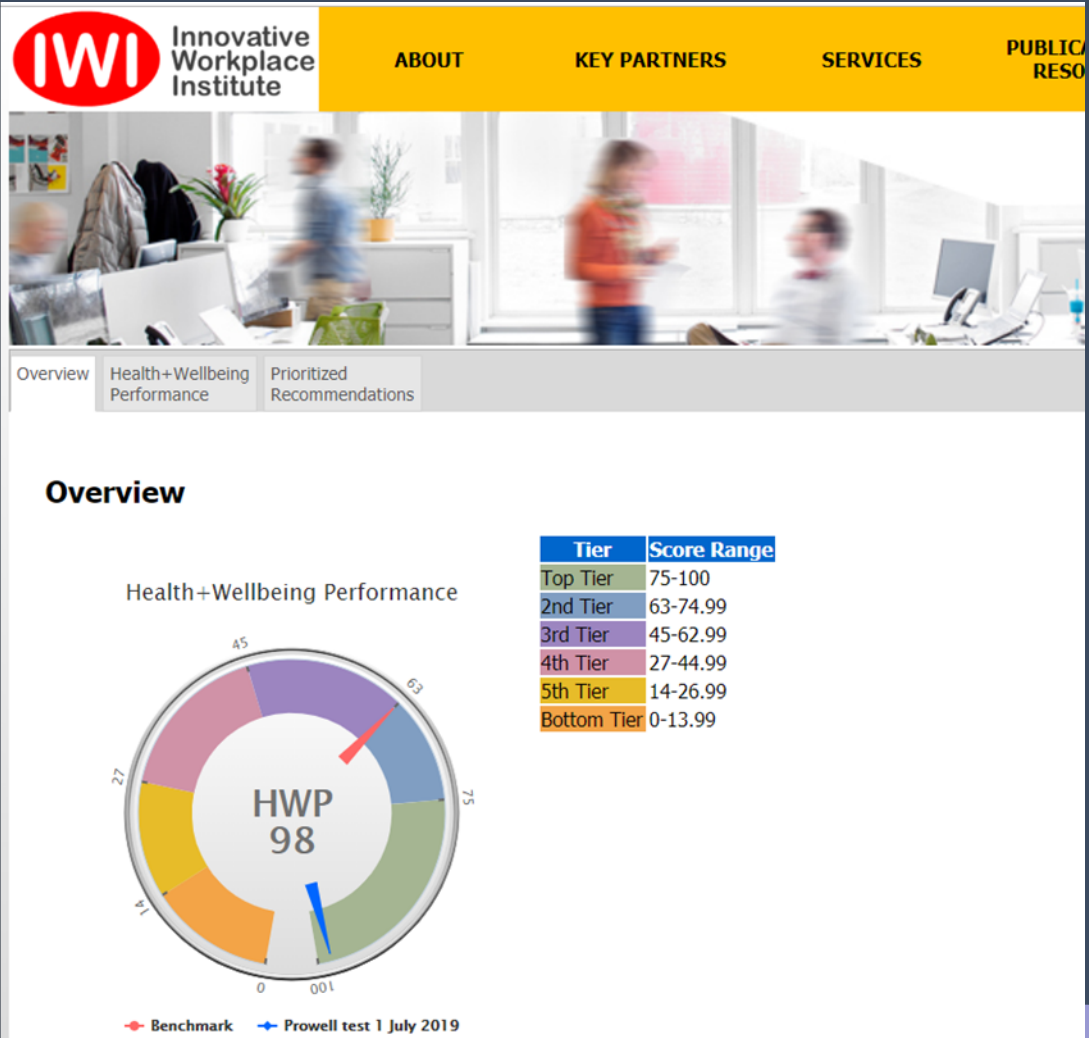 IWI
Innovative
Workplace
Institute
ABOUT
KEY PARTNERS
SERVICES
Overview
Health+Wellbeing
Performance
Prioritized
Recommendations
Overview
Tier Score Range
Top Tier 75-100
2nd Tier 63-74.99
3rd Tier 45-62.99
4th Tier 27-44.99
5th Tier 14-26.99
Bottom Tier 0-13.99
Health+Wellbeing Performance
45
63
27
75
HWP
98
14
0
100
Benchmark Prowell test 1 July 2019